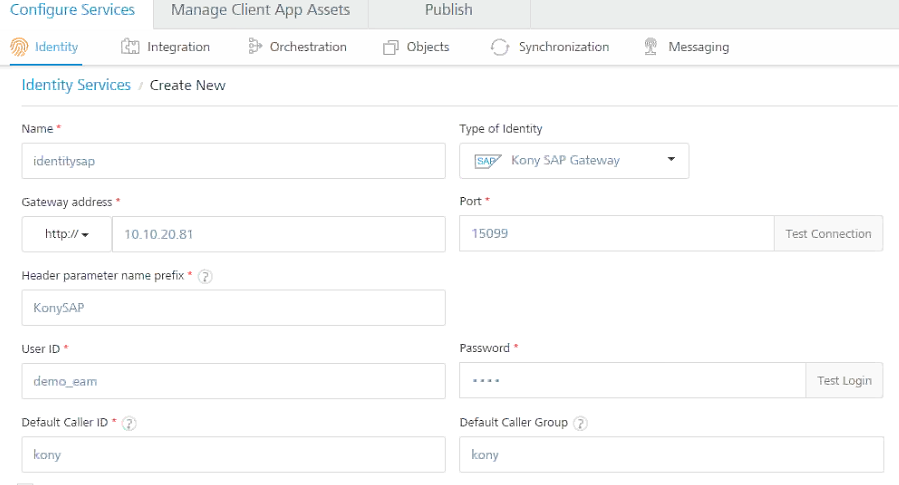 Configure Services Manage Client App Assets Publish
Identity Integration Orchestration Objects Synchronization Messaging
Identity Services / Create New
Name * Type of Identity
identitysap SAP Kony SAP Gateway
Gateway address * Port *
http:// 10.10.20.81 15099 Test Connection
Header parameter name prefix * ?
KonySAP
User ID * Password *
demo_eam •••• Test Login
Default Caller ID * ? Default Caller Group ?
kony kony